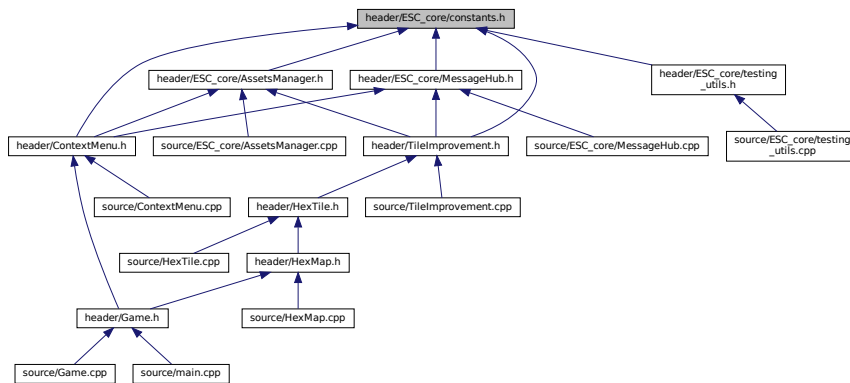 header/ESC_core/constants.h
header/ESC_core/AssetsManager.h
header/ESC_core/MessageHub.h
header/ESC_core/testing
_utils.h
header/ContextMenu.h
source/ESC_core/AssetsManager.cpp
header/TileImprovement.h
source/ESC_core/MessageHub.cpp
source/ESC_core/testing
_utils.cpp
source/ContextMenu.cpp
header/HexTile.h
source/TileImprovement.cpp
source/HexTile.cpp
header/HexMap.h
header/Game.h
source/HexMap.cpp
source/Game.cpp
source/main.cpp